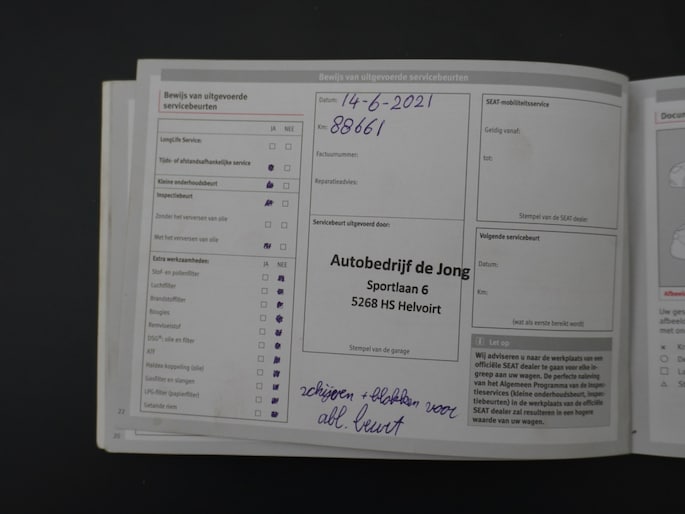 Bewijs van uitgevoerde servicebeurten
Bewijs van uitgevoerde
servicebeurten
JA NEE
LongLife Service:
Tijds- of afstandsafhankelijke service
Kleine onderhoudsbeurt
Inspectiebeurt
Zonder het verversen van olie
Met het verversen van olie
Extra werkzaamheden: JA NEE
Stof- en pollenfilter
Luchtfilter
Brandstoffilter
Bougies
Remvloeistof
DSG®: olie en filter
ATF
Haldex-koppeling (olie)
Gasfilter en slangen
LPG-filter (papierfilter)
Getande riem
22
20
Datum: 14-6-2021
Km: 88661
Factuurnummer:
Reparatieadvies:
Servicebeurt uitgevoerd door:
Autobedrijf de Jong
Sportlaan 6
5268 HS Helvoirt
Stempel van de garage
schijven + blokken voor
abl. beurt
SEAT-mobiliteitsservice
Geldig vanaf:
tot:
Stempel van de SEAT dealer
Volgende servicebeurt
Datum:
Km:
(wat als eerste bereikt wordt)
Let op
Wij adviseren u naar de werkplaats van een
officiële SEAT dealer te gaan voor elke in-
greep aan uw wagen. De perfecte naleving
van het Algemeen Programma van de inspec-
tieservices (kleine onderhoudsbeurt, inspec-
tiebeurten) in de werkplaats van de officiële
SEAT dealer zal resulteren in een hogere
waarde van uw wagen.